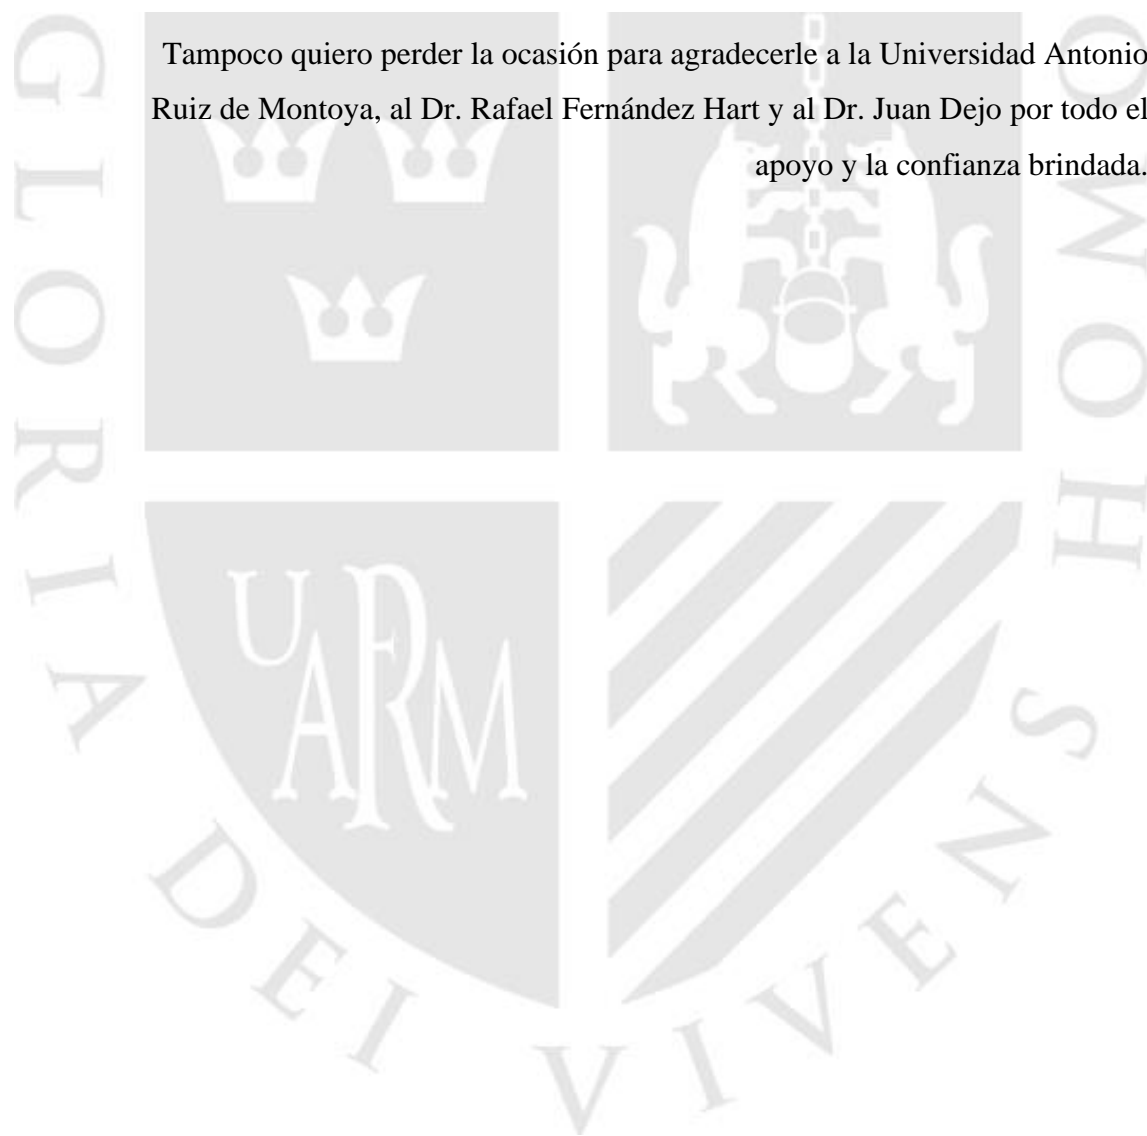 Tampoco quiero perder la ocasión para agradecerle a la Universidad Antonio
Ruiz de Montoya, al Dr. Rafael Fernández Hart y al Dr. Juan Dejo por todo el
apoyo y la confianza brindada.
GLORIA DEI VIVENS HOMO
UARM